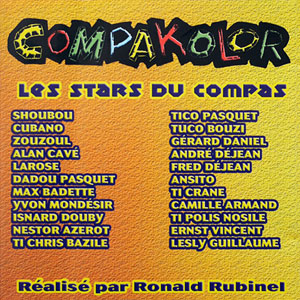 COMPAKOLOR
LES STARS DU COMPAS
SHOUBOU
CUBANO
ZOUZOUL
ALAN CAVÉ
LAROSE
DADOU PASQUET
MAX BADETTE
YVON MONDÉSIR
ISNARD DOUBY
NESTOR AZEROT
TI CHRIS BAZILE
TICO PASQUET
TUCO BOUZI
GÉRARD DANIEL
ANDRÉ DÉJEAN
FRED DÉJEAN
ANSITO
TI CRANE
CAMILLE ARMAND
TI POLIS NOSILE
ERNST VINCENT
LESLY GUILLAUME
Réalisé par Ronald Rubinel